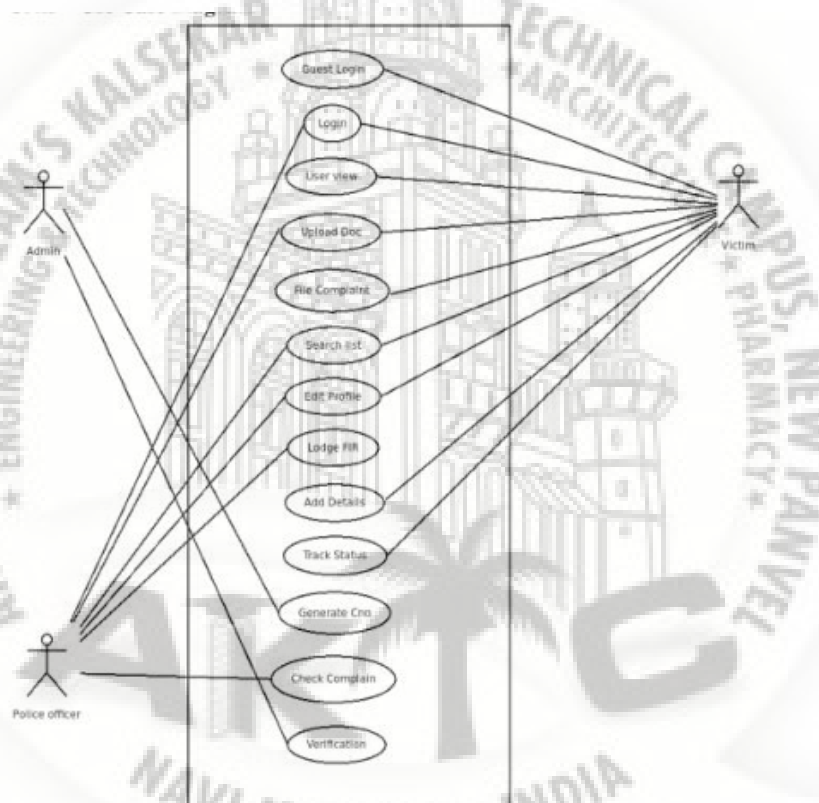 Guest Login
Login
User view
Upload Doc
File Complaint
Search list
Edit Profile
Lodge FIR
Add Details
Track Status
Generate Cno
Check Complain
Verification
Admin
Police officer
Victim
KALSEKAR TECHNICAL CAMPUS, NEW PANVEL
ENGINEERING
TECHNOLOGY
PHARMACY
AKTC